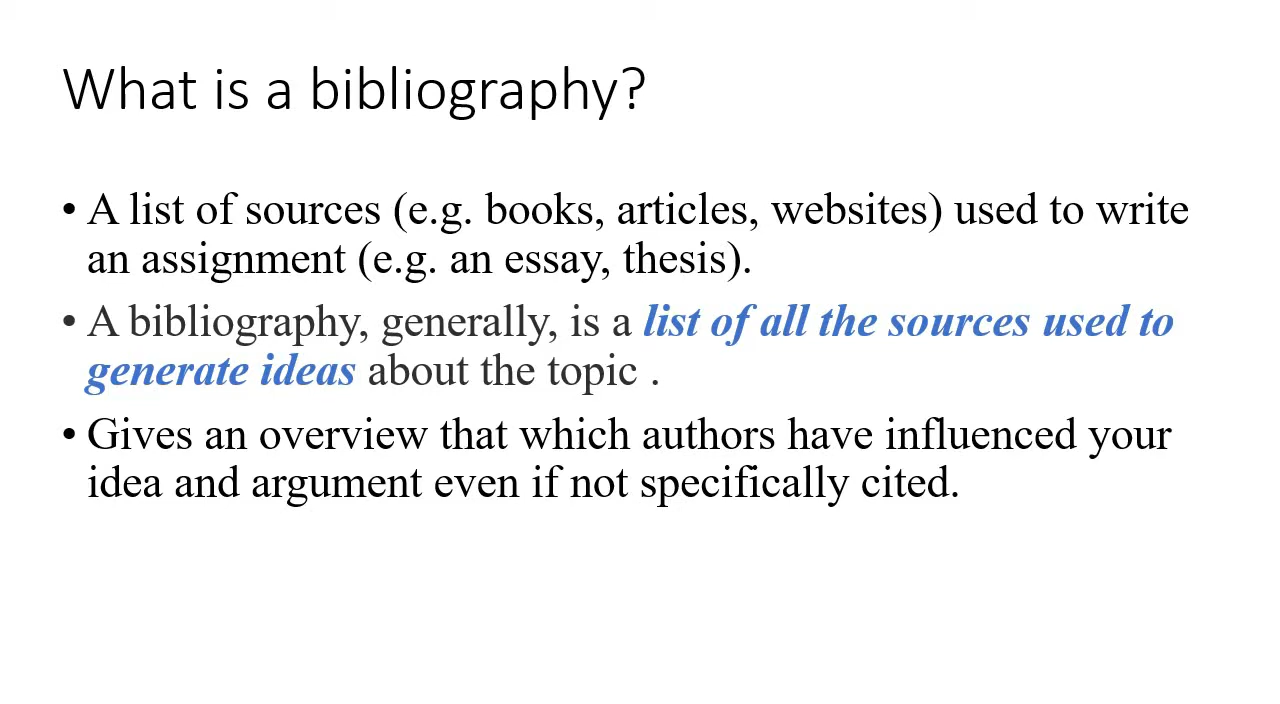 What is a bibliography?
• A list of sources (e.g. books, articles, websites) used to write
an assignment (e.g. an essay, thesis).
• A bibliography, generally, is a list of all the sources used to
generate ideas about the topic .
• Gives an overview that which authors have influenced your
idea and argument even if not specifically cited.